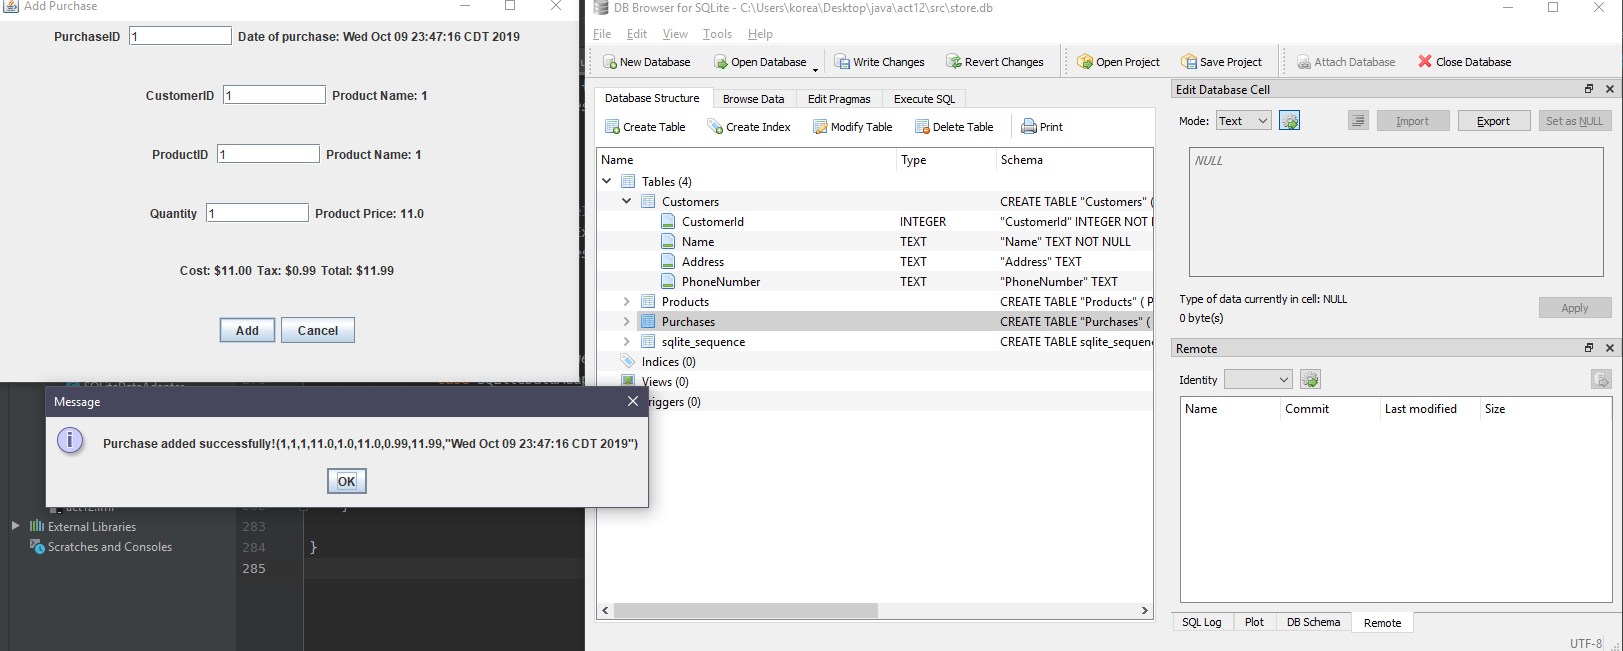 Add Purchase
PurchaseID 1 Date of purchase: Wed Oct 09 23:47:16 CDT 2019
CustomerID 1 Product Name: 1
ProductID 1 Product Name: 1
Quantity 1 Product Price: 11.0
Cost: $11.00 Tax: $0.99 Total: $11.99
Add Cancel
Message
Purchase added successfully!(1,1,1,11.0,1.0,11.0,0.99,11.99,"Wed Oct 09 23:47:16 CDT 2019")
OK
External Libraries
Scratches and Consoles
283
284 }
285
DB Browser for SQLite - C:\Users\korea\Desktop\java\act12\src\store.db
File Edit View Tools Help
New Database Open Database Write Changes Revert Changes Open Project Save Project Attach Database Close Database
Database Structure Browse Data Edit Pragmas Execute SQL
Create Table Create Index Modify Table Delete Table Print
Name Type Schema
Tables (4)
Customers CREATE TABLE "Customers" (
CustomerId INTEGER "CustomerId" INTEGER NOT
Name TEXT "Name" TEXT NOT NULL
Address TEXT "Address" TEXT
PhoneNumber TEXT "PhoneNumber" TEXT
Products CREATE TABLE "Products" ( P
Purchases CREATE TABLE "Purchases" (
sqlite_sequence CREATE TABLE sqlite_sequen
Indices (0)
Views (0)
riggers (0)
Edit Database Cell
Mode: Text Import Export Set as NULL
NULL
Type of data currently in cell: NULL
0 byte(s)
Apply
Remote
Identity
Name Commit Last modified Size
SQL Log Plot DB Schema Remote
UTF-8